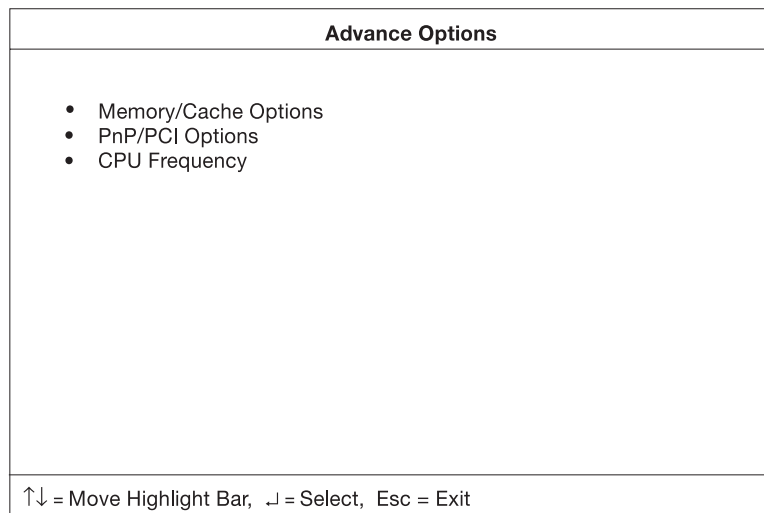 Advance Options
• Memory/Cache Options
• PnP/PCI Options
• CPU Frequency
↑↓ = Move Highlight Bar, ↵ = Select, Esc = Exit